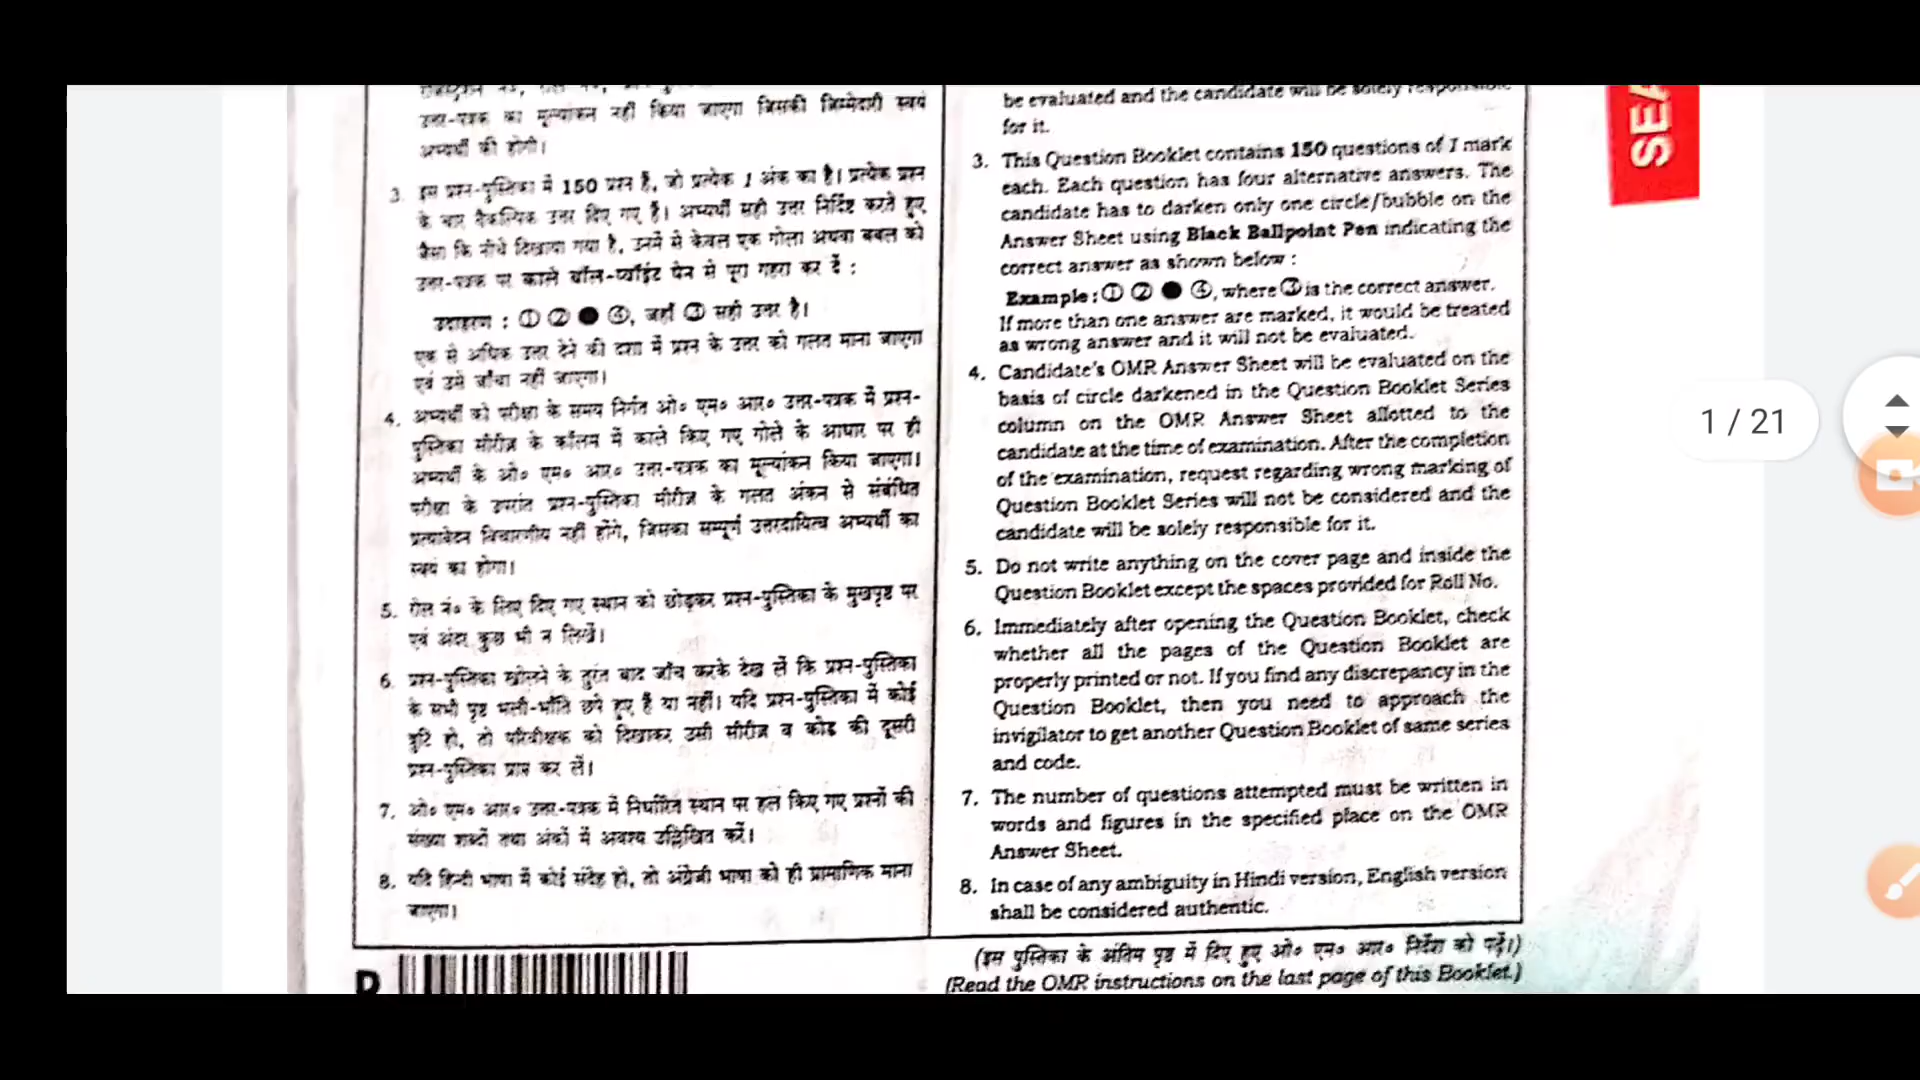 उत्तर-पत्रक का मूल्यांकन नहीं किया जाएगा जिसकी जिम्मेदारी स्वयं
अभ्यर्थी की होगी।
3. इस प्रश्न-पुस्तिका में 150 प्रश्न हैं, जो प्रत्येक 1 अंक का है। प्रत्येक प्रश्न
के चार वैकल्पिक उत्तर दिए गए हैं। अभ्यर्थी सही उत्तर निर्दिष्ट करते हुए
जैसा कि नीचे दिखाया गया है, उनमें से केवल एक गोला अथवा बबल को
उत्तर-पत्रक पर काले बॉल-प्वॉइंट पेन से पूरा गहरा कर दें :
उदाहरण : ① ② ● ④, जहाँ ③ सही उत्तर है।
एक से अधिक उत्तर देने की दशा में प्रश्न के उत्तर को गलत माना जाएगा
एवं उसे जाँचा नहीं जाएगा।
4. अभ्यर्थी को परीक्षा के समय निर्गत ओ॰ एम॰ आर॰ उत्तर-पत्रक में प्रश्न-
पुस्तिका सीरीज के कॉलम में काले किए गए गोले के आधार पर ही
अभ्यर्थी के ओ॰ एम॰ आर॰ उत्तर-पत्रक का मूल्यांकन किया जाएगा।
परीक्षा के उपरांत प्रश्न-पुस्तिका सीरीज के गलत अंकन से संबंधित
प्रत्यावेदन विचारणीय नहीं होंगे, जिसका सम्पूर्ण उत्तरदायित्व अभ्यर्थी का
स्वयं का होगा।
5. रोल नं॰ के लिए दिए गए स्थान को छोड़कर प्रश्न-पुस्तिका के मुखपृष्ठ पर
एवं अंदर कुछ भी न लिखें।
6. प्रश्न-पुस्तिका खोलने के तुरंत बाद जाँच करके देख लें कि प्रश्न-पुस्तिका
के सभी पृष्ठ भली-भाँति छपे हुए हैं या नहीं। यदि प्रश्न-पुस्तिका में कोई
त्रुटि हो, तो परिवीक्षक को दिखाकर उसी सीरीज व कोड की दूसरी
प्रश्न-पुस्तिका प्राप्त कर लें।
7. ओ॰ एम॰ आर॰ उत्तर-पत्रक में निर्धारित स्थान पर हल किए गए प्रश्नों की
संख्या शब्दों तथा अंकों में अवश्य उल्लिखित करें।
8. यदि हिन्दी भाषा में कोई संदेह हो, तो अंग्रेजी भाषा को ही प्रामाणिक माना
जाएगा।
be evaluated and the candidate will be solely responsible
for it.
3. This Question Booklet contains 150 questions of 1 mark
each. Each question has four alternative answers. The
candidate has to darken only one circle/bubble on the
Answer Sheet using Black Ballpoint Pen indicating the
correct answer as shown below :
Example : ① ② ● ④, where ③ is the correct answer.
If more than one answer are marked, it would be treated
as wrong answer and it will not be evaluated.
4. Candidate's OMR Answer Sheet will be evaluated on the
basis of circle darkened in the Question Booklet Series
column on the OMR Answer Sheet allotted to the
candidate at the time of examination. After the completion
of the examination, request regarding wrong marking of
Question Booklet Series will not be considered and the
candidate will be solely responsible for it.
5. Do not write anything on the cover page and inside the
Question Booklet except the spaces provided for Roll No.
6. Immediately after opening the Question Booklet, check
whether all the pages of the Question Booklet are
properly printed or not. If you find any discrepancy in the
Question Booklet, then you need to approach the
invigilator to get another Question Booklet of same series
and code.
7. The number of questions attempted must be written in
words and figures in the specified place on the OMR
Answer Sheet.
8. In case of any ambiguity in Hindi version, English version
shall be considered authentic.
(इस पुस्तिका के अंतिम पृष्ठ में दिए हुए ओ॰ एम॰ आर॰ निर्देश को पढ़ें।)
(Read the OMR instructions on the last page of this Booklet.)
SEA
1 / 21